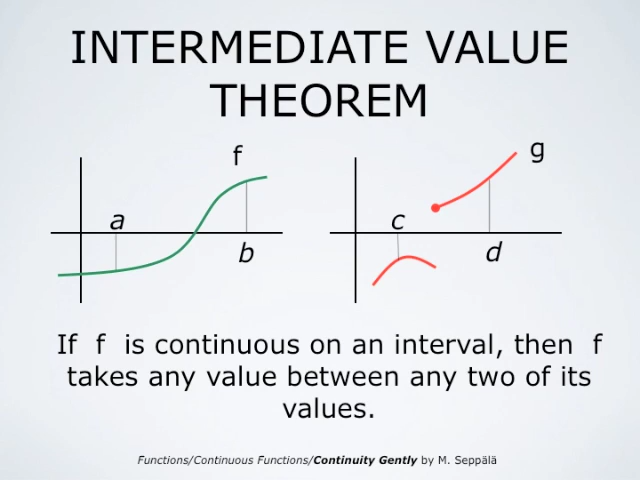 INTERMEDIATE VALUE
THEOREM
f
g
a
c
b
d
If f is continuous on an interval, then f
takes any value between any two of its
values.
Functions/Continuous Functions/Continuity Gently by M. Seppälä